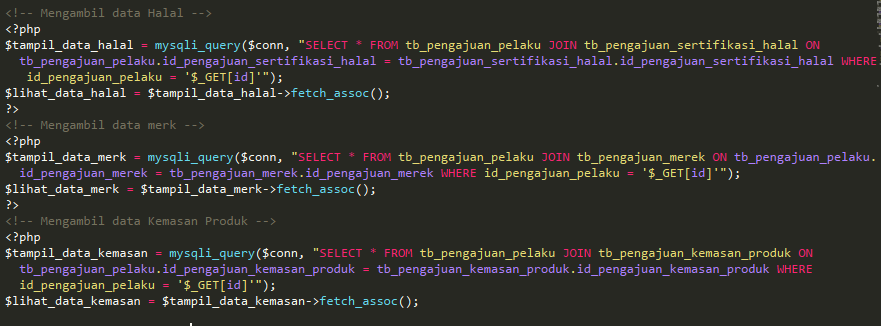 <!-- Mengambil data Halal -->
<?php
$tampil_data_halal = mysqli_query($conn, "SELECT * FROM tb_pengajuan_pelaku JOIN tb_pengajuan_sertifikasi_halal ON
tb_pengajuan_pelaku.id_pengajuan_sertifikasi_halal = tb_pengajuan_sertifikasi_halal.id_pengajuan_sertifikasi_halal WHERE
id_pengajuan_pelaku = '$_GET[id]'");
$lihat_data_halal = $tampil_data_halal->fetch_assoc();
?>
<!-- Mengambil data merk -->
<?php
$tampil_data_merk = mysqli_query($conn, "SELECT * FROM tb_pengajuan_pelaku JOIN tb_pengajuan_merek ON tb_pengajuan_pelaku.
id_pengajuan_merek = tb_pengajuan_merek.id_pengajuan_merek WHERE id_pengajuan_pelaku = '$_GET[id]'");
$lihat_data_merk = $tampil_data_merk->fetch_assoc();
?>
<!-- Mengambil data Kemasan Produk -->
<?php
$tampil_data_kemasan = mysqli_query($conn, "SELECT * FROM tb_pengajuan_pelaku JOIN tb_pengajuan_kemasan_produk ON
tb_pengajuan_pelaku.id_pengajuan_kemasan_produk = tb_pengajuan_kemasan_produk.id_pengajuan_kemasan_produk WHERE
id_pengajuan_pelaku = '$_GET[id]'");
$lihat_data_kemasan = $tampil_data_kemasan->fetch_assoc();